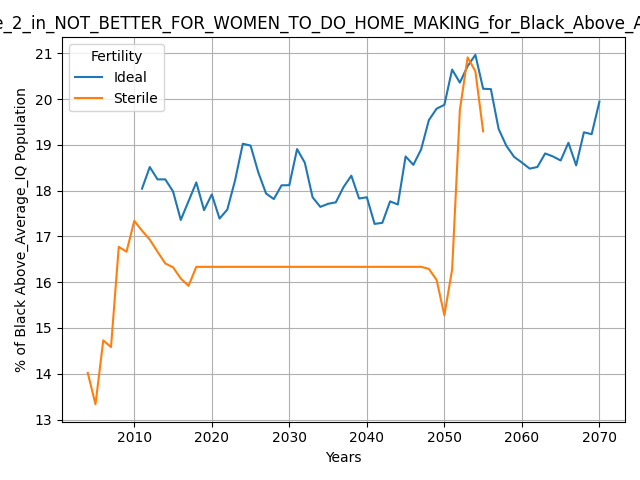 e_2_in_NOT_BETTER_FOR_WOMEN_TO_DO_HOME_MAKING_for_Black_Above_A
Fertility
Ideal
Sterile
% of Black Above_Average_IQ Population
21
20
19
18
17
16
15
14
13
2010 2020 2030 2040 2050 2060 2070
Years